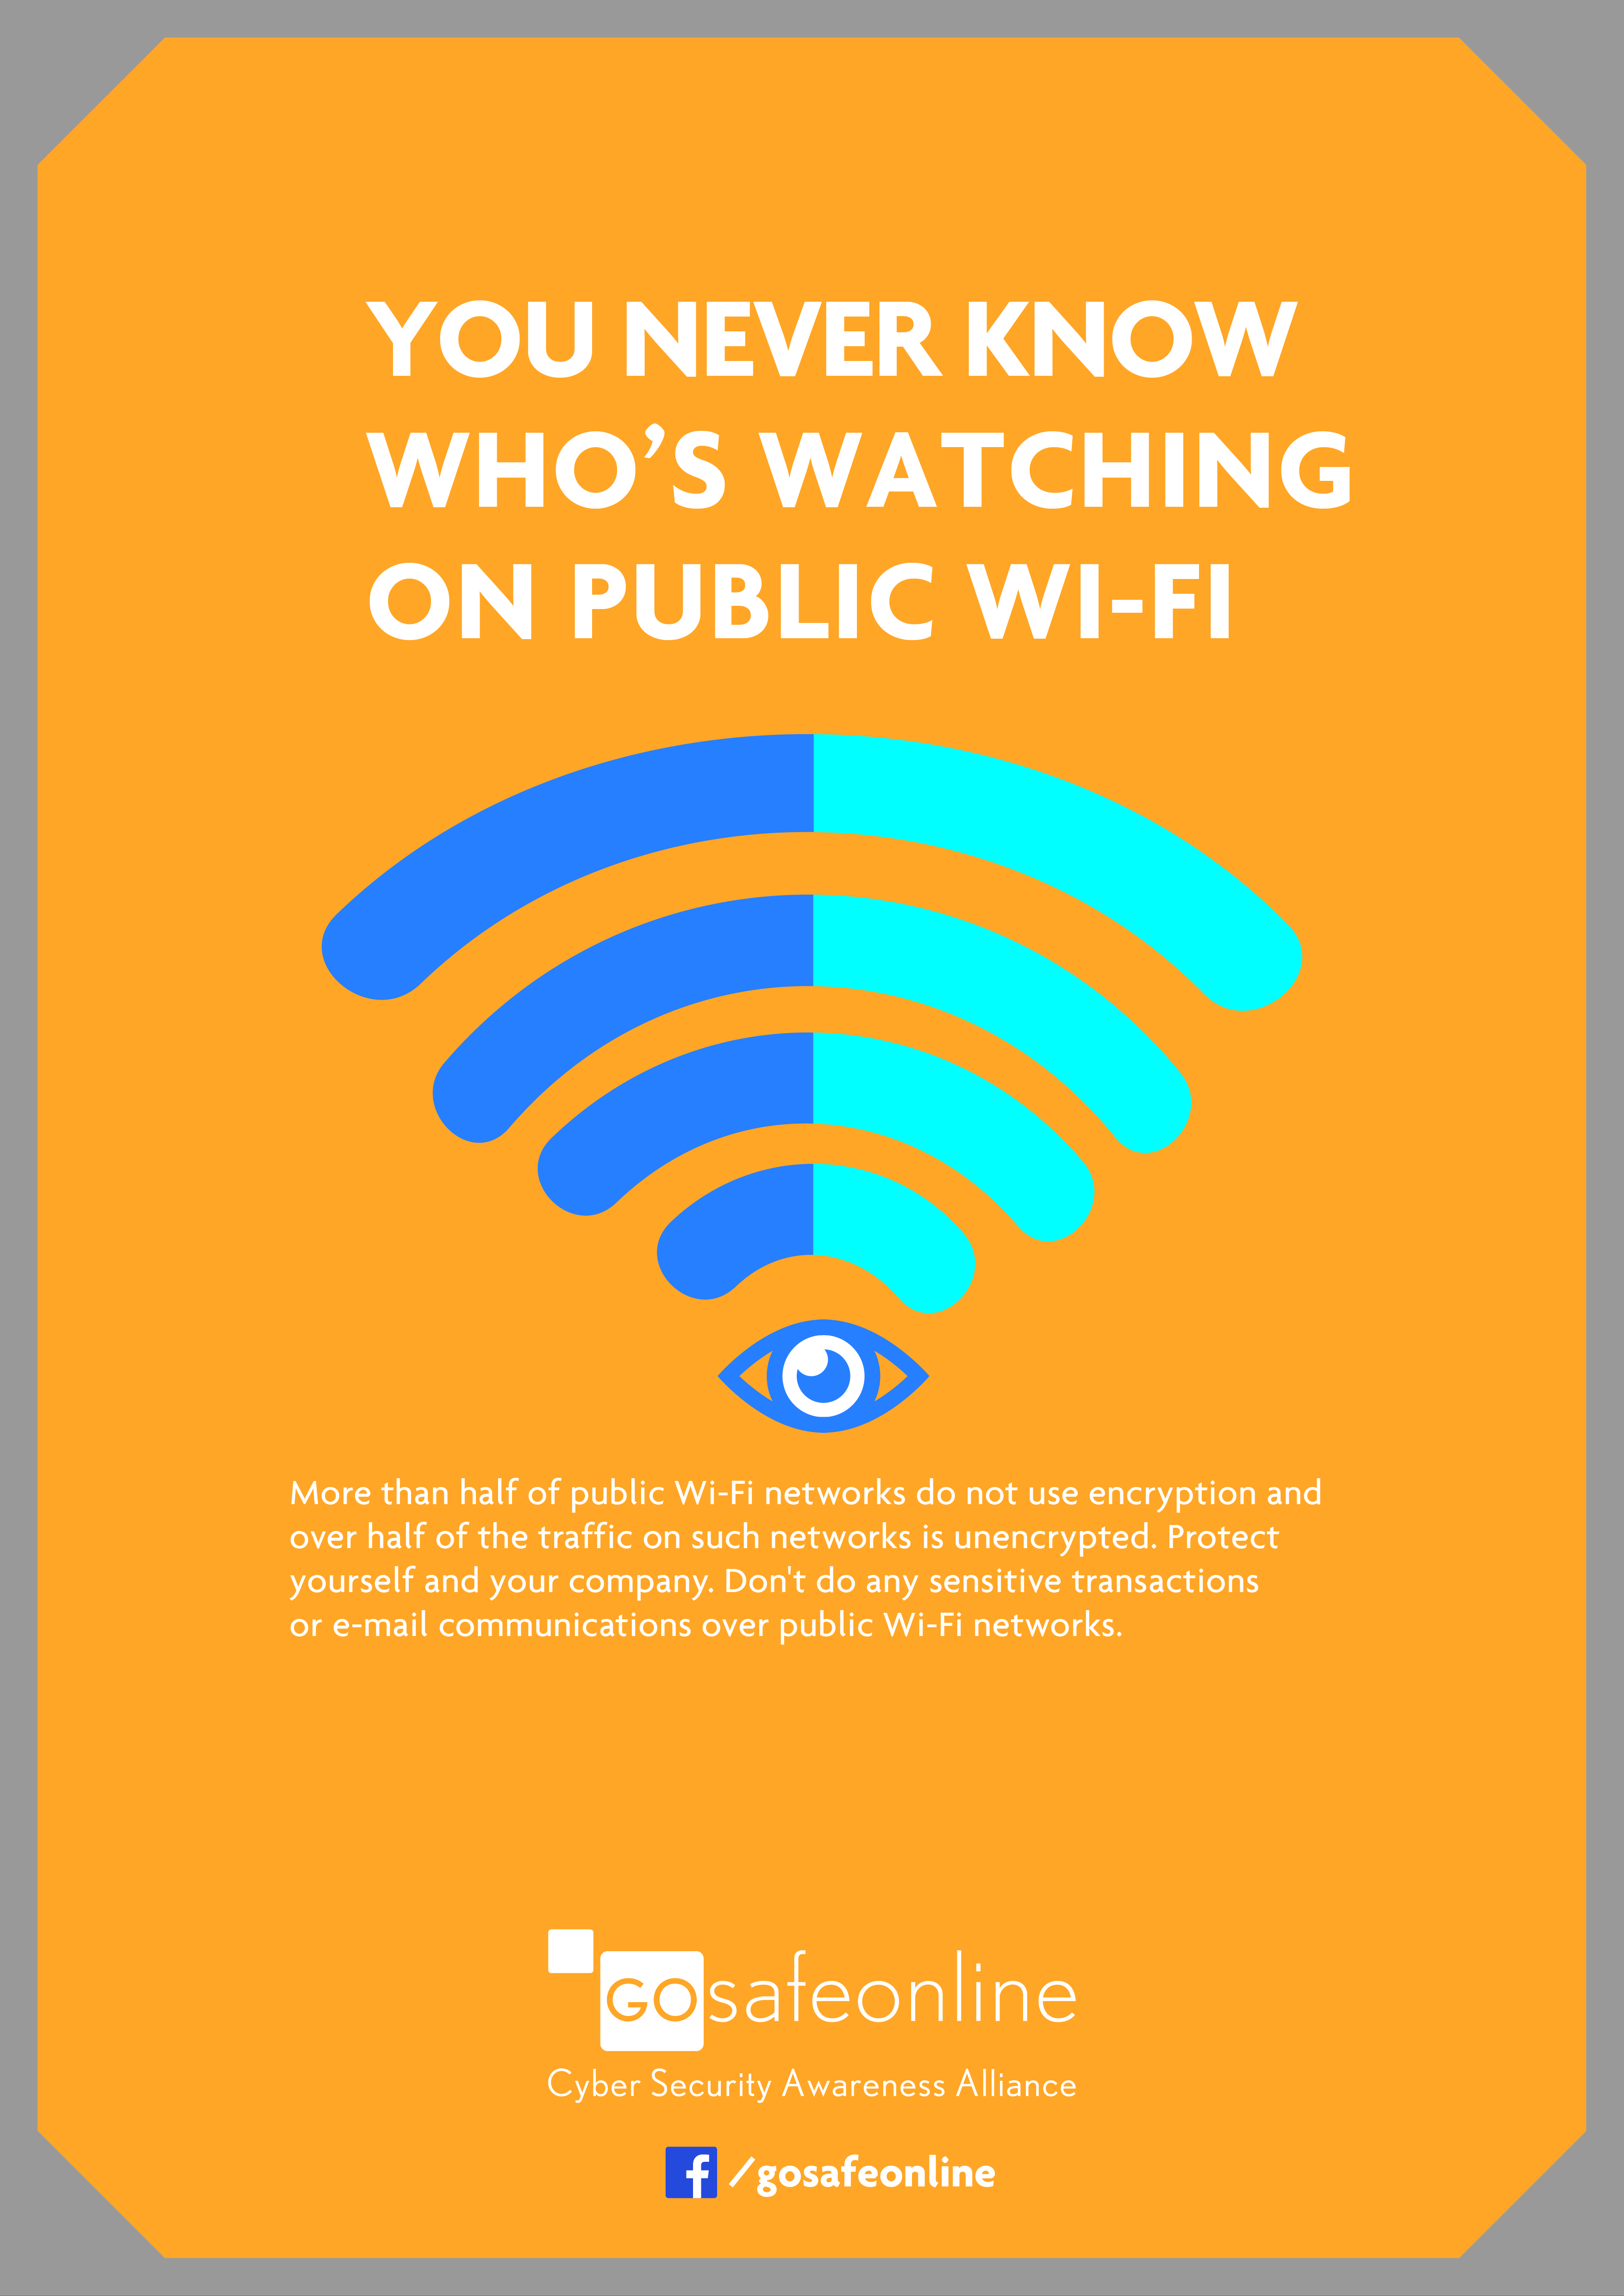 YOU NEVER KNOW
WHO’S WATCHING
ON PUBLIC WI-FI
More than half of public Wi-Fi networks do not use encryption and
over half of the traffic on such networks is unencrypted. Protect
yourself and your company. Don't do any sensitive transactions
or e-mail communications over public Wi-Fi networks.
GOsafeonline
Cyber Security Awareness Alliance
f /gosafeonline